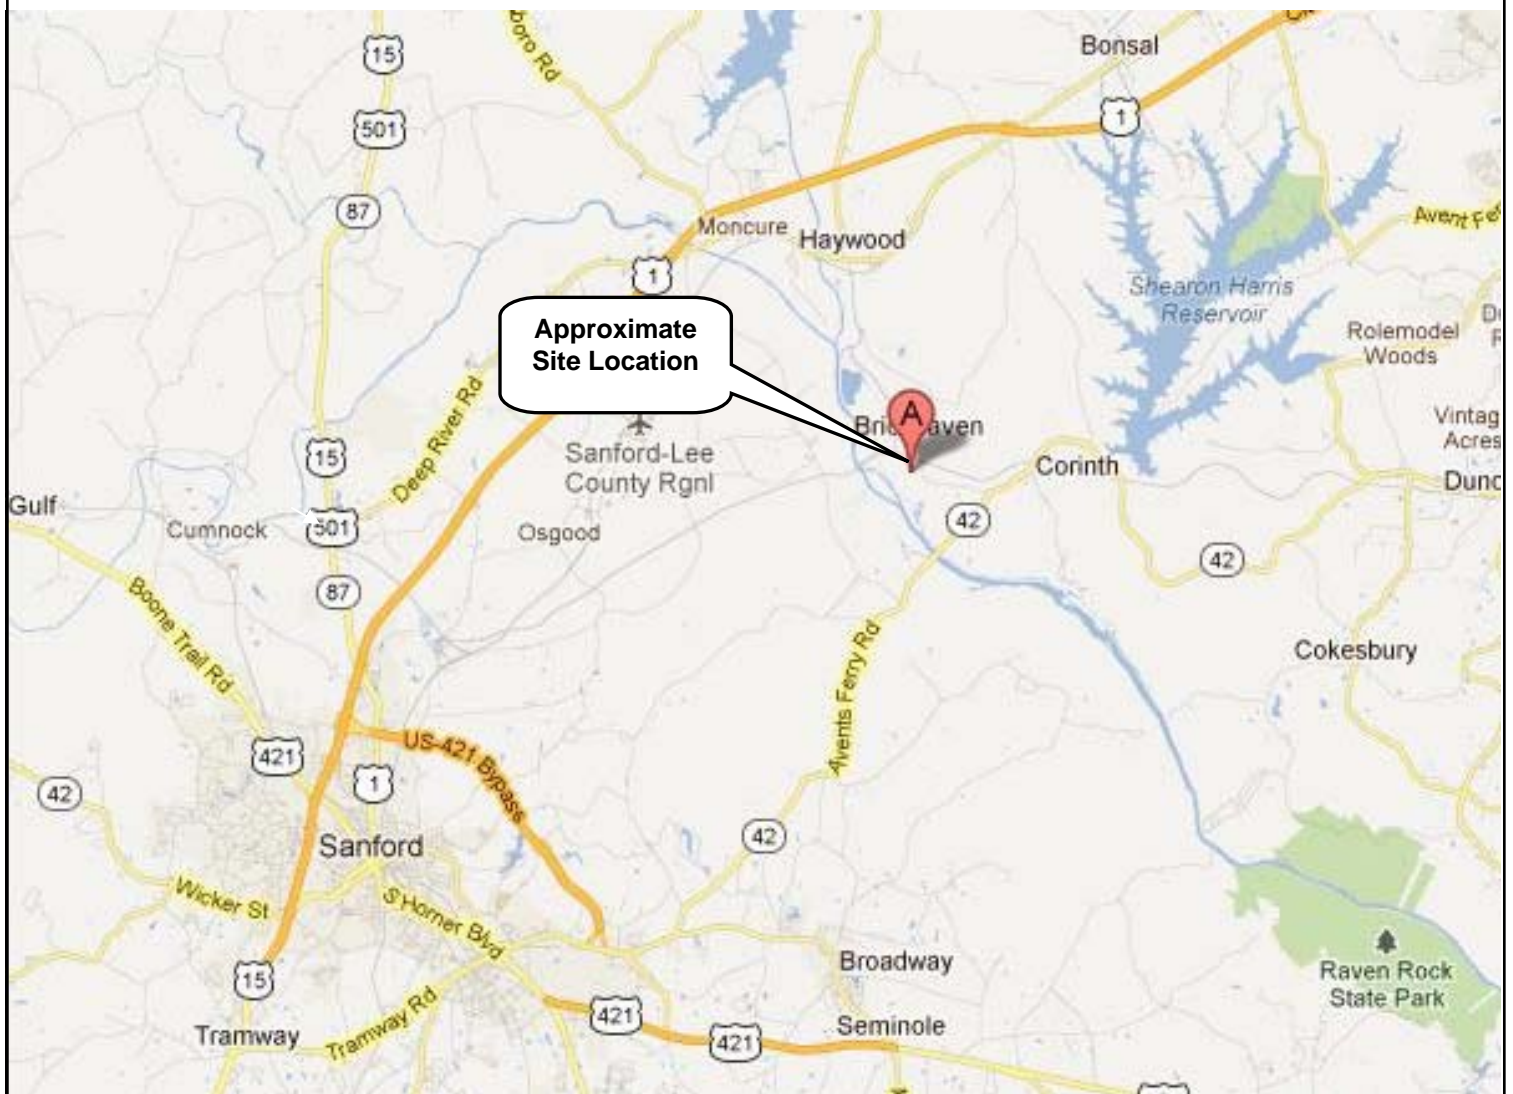 boro Rd
15
Bonsal
1
501
87
Avent Fe
Moncure
Haywood
1
Shearon Harris
Reservoir
Approximate
Site Location
Rolemodel
Woods
Deep River Rd
A
Vintag
Acres
Sanford-Lee
County Rgnl
15
Corinth
Dunc
Gulf
Cumnock
501
Osgood
42
42
87
Boone Trail Rd
Avents Ferry Rd
Cokesbury
421
US-421 Bypass
1
42
42
Sanford
Wicker St
S Horner Blvd
Broadway
15
Raven Rock
State Park
Tramway
Tramway Rd
421
421
Seminole